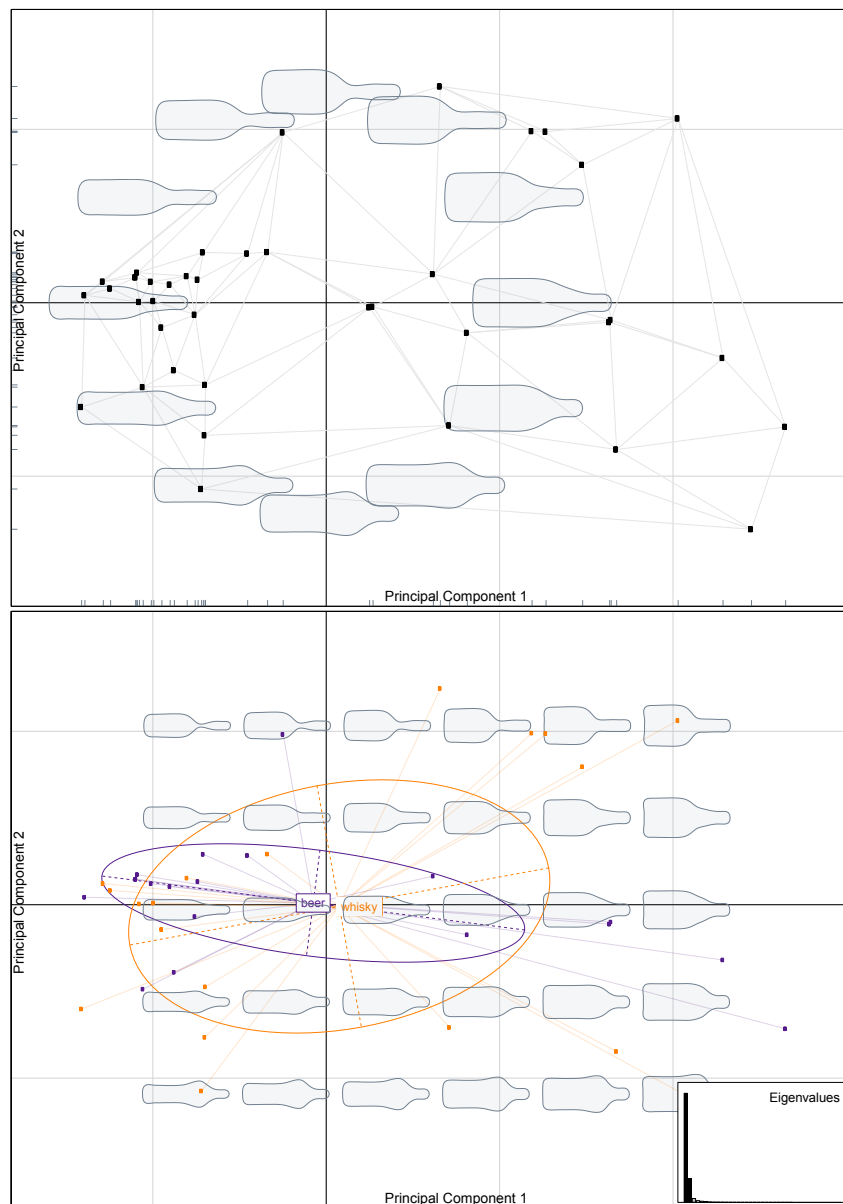 Principal Component 2
Principal Component 1
Principal Component 2
beer
whisky
Eigenvalues
Principal Component 1